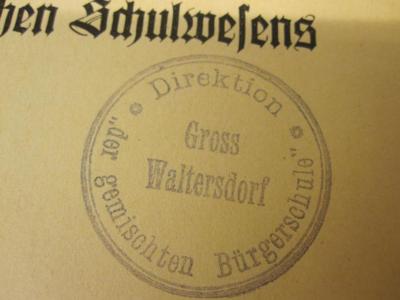 hen Schulwesens
Direktion
Gross
Waltersdorf
"der gemischten Bürgerschule"